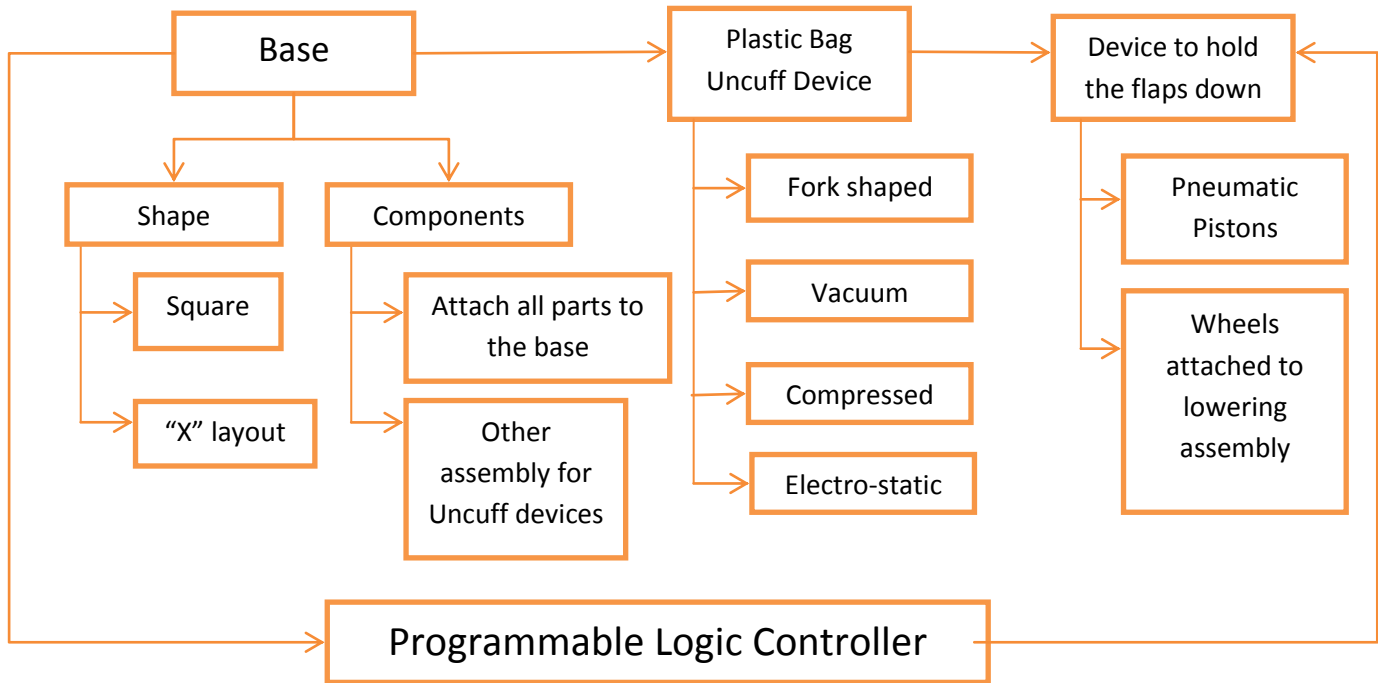 Base
Plastic Bag
Uncuff Device
Device to hold
the flaps down
Shape
Components
Square
“X” layout
Attach all parts to
the base
Other
assembly for
Uncuff devices
Fork shaped
Vacuum
Compressed
Electro-static
Pneumatic
Pistons
Wheels
attached to
lowering
assembly
Programmable Logic Controller